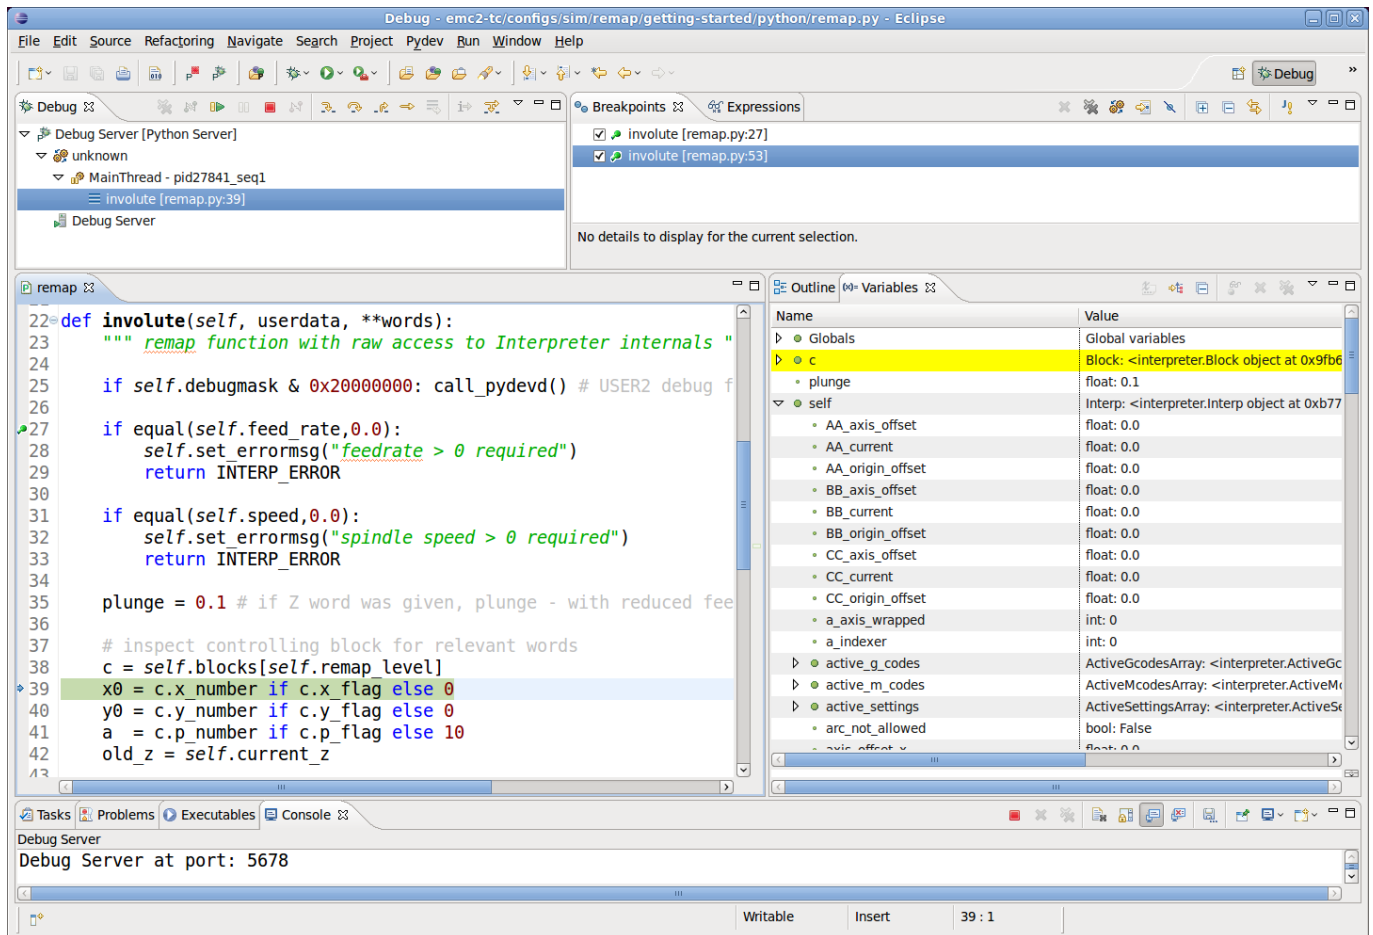 Debug - emc2-tc/configs/sim/remap/getting-started/python/remap.py - Eclipse
File Edit Source Refactoring Navigate Search Project Pydev Run Window Help
Debug »
Debug
Debug Server [Python Server]
unknown
MainThread - pid27841_seq1
involute [remap.py:39]
Debug Server
Breakpoints Expressions
involute [remap.py:27]
involute [remap.py:53]
No details to display for the current selection.
remap
22 def involute(self, userdata, **words):
23 """ remap function with raw access to Interpreter internals "
24
25 if self.debugmask & 0x20000000: call_pydevd() # USER2 debug f
26
27 if equal(self.feed_rate,0.0):
28 self.set_errormsg("feedrate > 0 required")
29 return INTERP_ERROR
30
31 if equal(self.speed,0.0):
32 self.set_errormsg("spindle speed > 0 required")
33 return INTERP_ERROR
34
35 plunge = 0.1 # if Z word was given, plunge - with reduced fee
36
37 # inspect controlling block for relevant words
38 c = self.blocks[self.remap_level]
39 x0 = c.x_number if c.x_flag else 0
40 y0 = c.y_number if c.y_flag else 0
41 a  = c.p_number if c.p_flag else 10
42 old_z = self.current_z
43
Outline Variables
Name Value
Globals Global variables
c Block: <interpreter.Block object at 0x9fb6
plunge float: 0.1
self Interp: <interpreter.Interp object at 0xb77
AA_axis_offset float: 0.0
AA_current float: 0.0
AA_origin_offset float: 0.0
BB_axis_offset float: 0.0
BB_current float: 0.0
BB_origin_offset float: 0.0
CC_axis_offset float: 0.0
CC_current float: 0.0
CC_origin_offset float: 0.0
a_axis_wrapped int: 0
a_indexer int: 0
active_g_codes ActiveGcodesArray: <interpreter.ActiveGc
active_m_codes ActiveMcodesArray: <interpreter.ActiveMc
active_settings ActiveSettingsArray: <interpreter.ActiveSe
arc_not_allowed bool: False
axis_offset_x float: 0.0
Tasks Problems Executables Console
Debug Server
Debug Server at port: 5678
Writable Insert 39 : 1